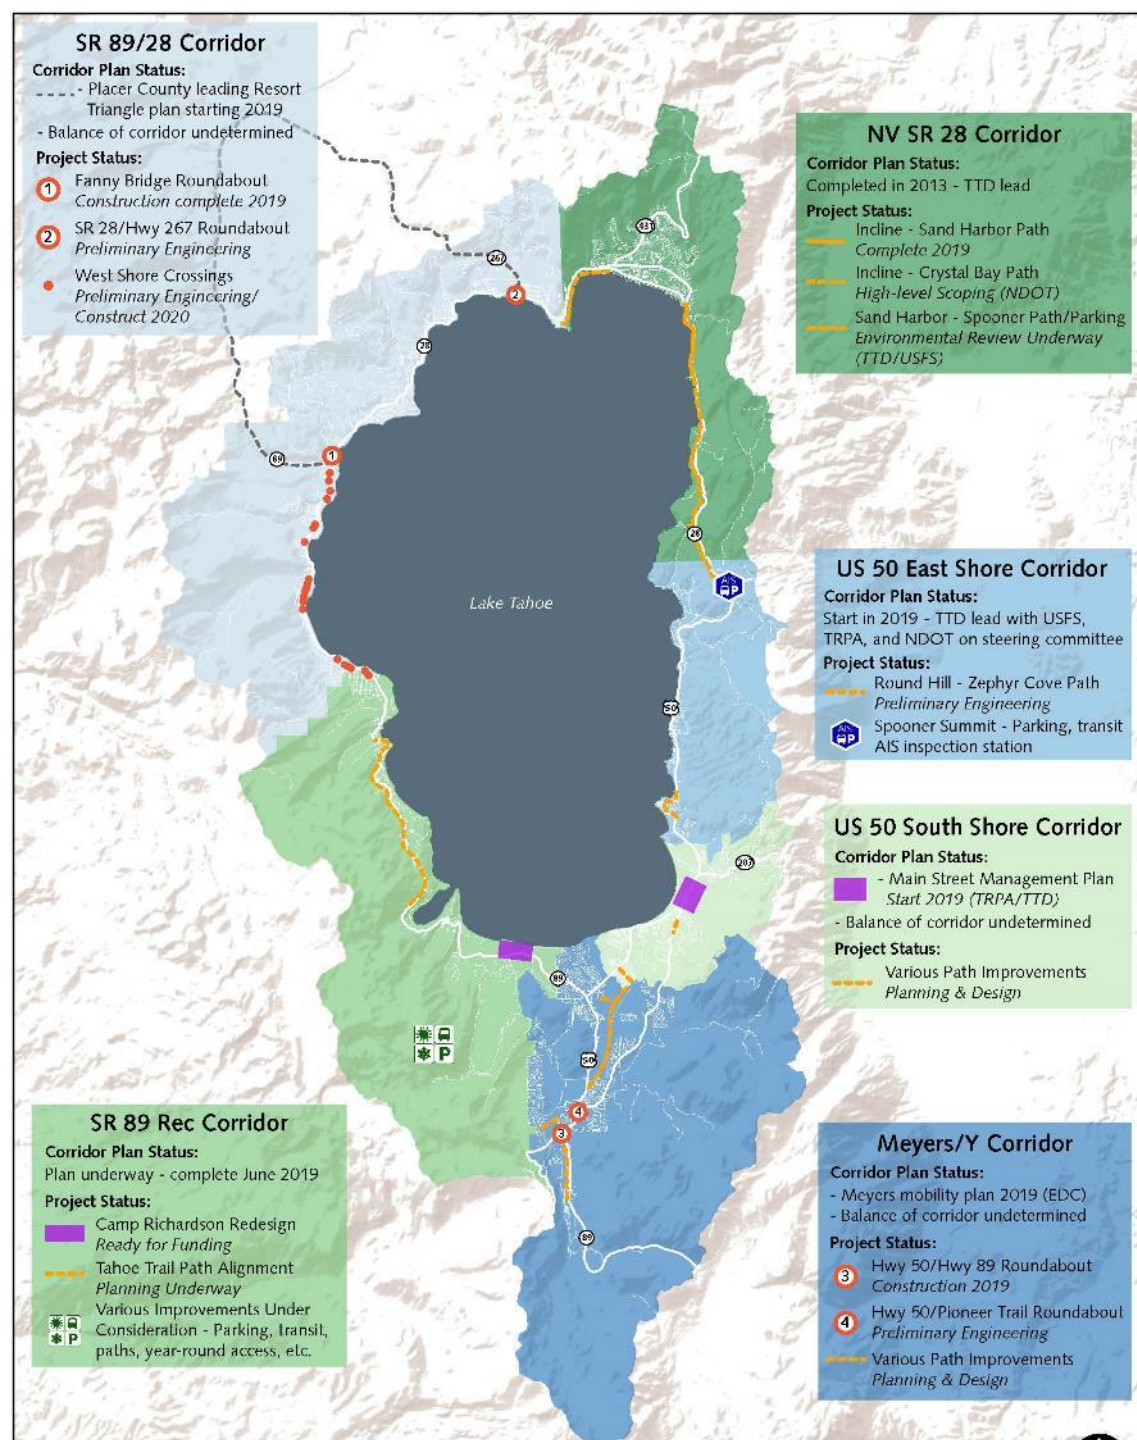 SR 89/28 Corridor
Corridor Plan Status:
- Placer County leading Resort
Triangle plan starting 2019
- Balance of corridor undetermined
Project Status:
1 Fanny Bridge Roundabout
Construction complete 2019
2 SR 28/Hwy 267 Roundabout
Preliminary Engineering
West Shore Crossings
Preliminary Engineering/
Construct 2020
NV SR 28 Corridor
Corridor Plan Status:
Completed in 2013 - TTD lead
Project Status:
Incline - Sand Harbor Path
Complete 2019
Incline - Crystal Bay Path
High-level Scoping (NDOT)
Sand Harbor - Spooner Path/Parking
Environmental Review Underway
(TTD/USFS)
431
267
2
28
89
1
28
AIS
P
Lake Tahoe
50
207
89
50
4
3
89
P
US 50 East Shore Corridor
Corridor Plan Status:
Start in 2019 - TTD lead with USFS,
TRPA, and NDOT on steering committee
Project Status:
Round Hill - Zephyr Cove Path
Preliminary Engineering
AIS
P
Spooner Summit - Parking, transit
AIS inspection station
US 50 South Shore Corridor
Corridor Plan Status:
- Main Street Management Plan
Start 2019 (TRPA/TTD)
- Balance of corridor undetermined
Project Status:
Various Path Improvements
Planning & Design
SR 89 Rec Corridor
Corridor Plan Status:
Plan underway - complete June 2019
Project Status:
Camp Richardson Redesign
Ready for Funding
Tahoe Trail Path Alignment
Planning Underway
Various Improvements Under
P Consideration - Parking, transit,
paths, year-round access, etc.
Meyers/Y Corridor
Corridor Plan Status:
- Meyers mobility plan 2019 (EDC)
- Balance of corridor undetermined
Project Status:
3 Hwy 50/Hwy 89 Roundabout
Construction 2019
4 Hwy 50/Pioneer Trail Roundabout
Preliminary Engineering
Various Path Improvements
Planning & Design